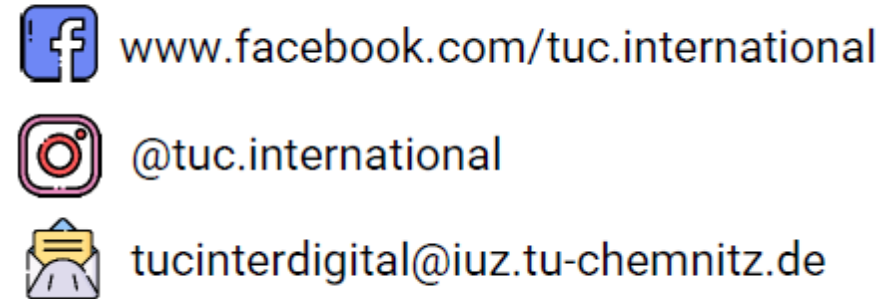 www.facebook.com/tuc.international
@tuc.international
tucinterdigital@iuz.tu-chemnitz.de